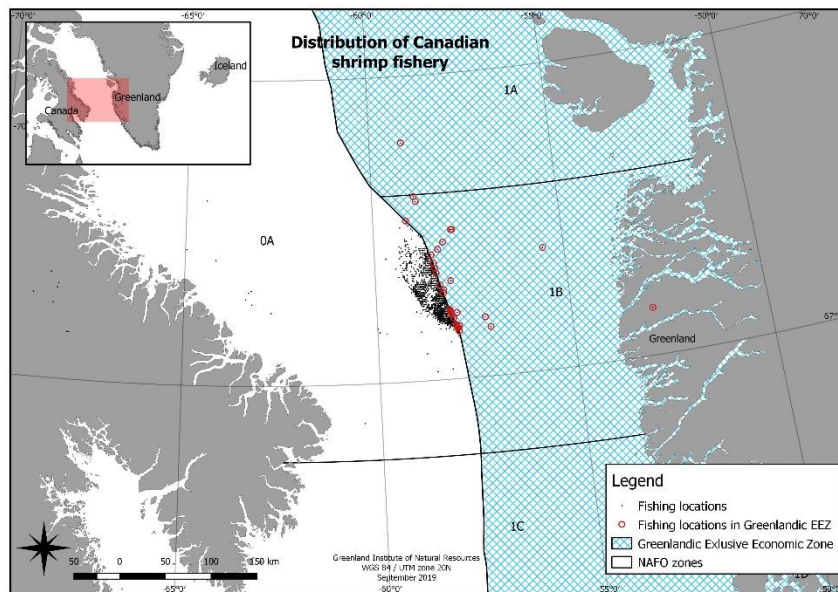 -70°0'
-65°0'
-60°0'
-55°0'
-50°0'
70°0'
Distribution of Canadian
shrimp fishery
Iceland
Greenland
Canada
-70°
1A
0A
1B
67°
Greenland
1C
Legend
Fishing locations
Fishing locations in Greenlandic EEZ
Greenlandic Exlusive Economic Zone
NAFO zones
1D
50 0 50 100 150 km
Greenland Institute of Natural Resources
WGS 84 / UTM zone 20N
September 2019
-65°0'
-60°0'
-55°0'